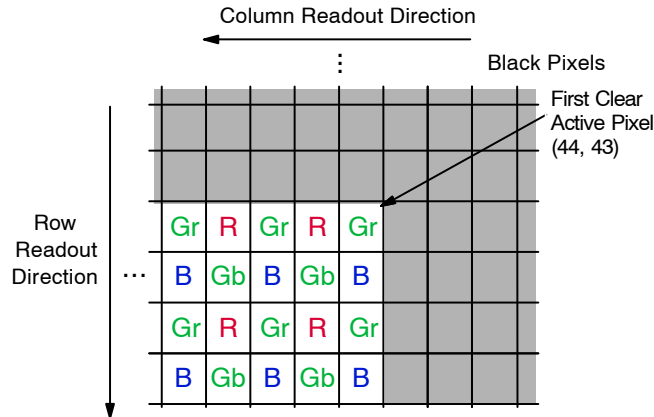 Column Readout Direction
⋮
Black Pixels
First Clear
Active Pixel
(44, 43)
Row
Readout
Direction
...
Gr R Gr R Gr
B Gb B Gb B
Gr R Gr R Gr
B Gb B Gb B